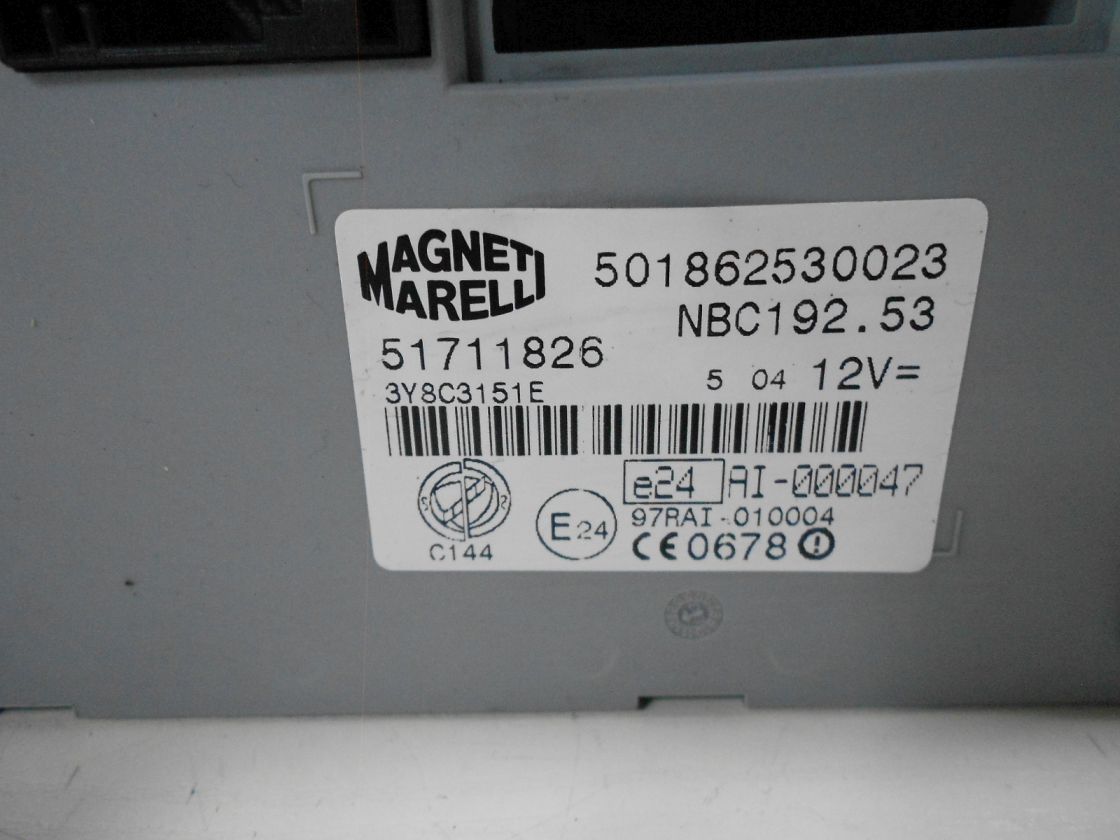 MAGNETI
MARELLI
501862530023
NBC192.53
51711826
3Y8C3151E
5 04 12V=
e24 AI-000047
97RAI-010004
E24
C144
CE0678